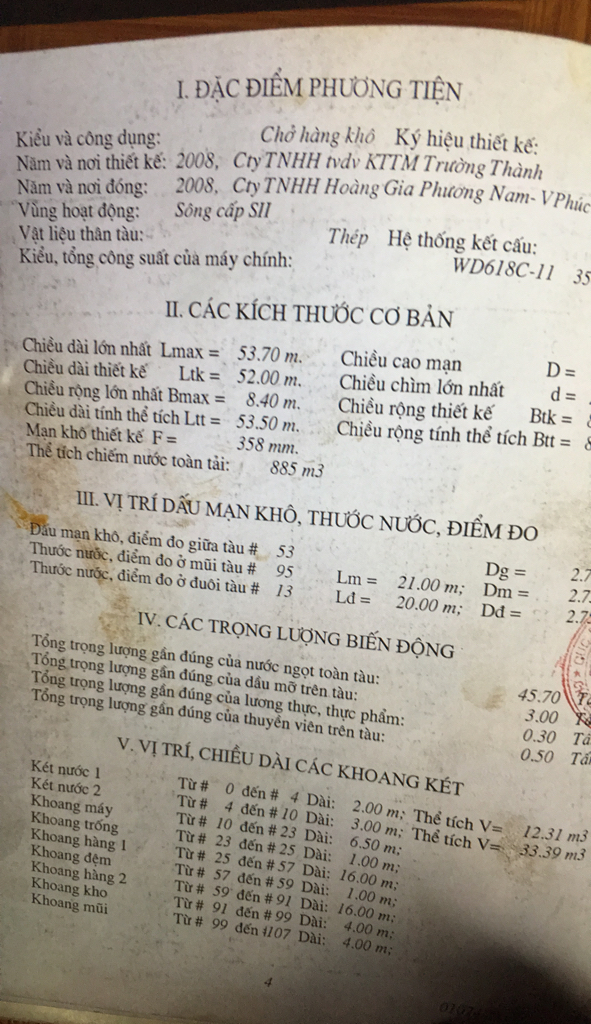 I. ĐẶC ĐIỂM PHƯƠNG TIỆN
Kiểu và công dụng: Chở hàng khô Ký hiệu thiết kế:
Năm và nơi thiết kế: 2008, Cty TNHH tvdv KTTM Trường Thành
Năm và nơi đóng: 2008, Cty TNHH Hoàng Gia Phương Nam- VPhúc
Vùng hoạt động: Sông cấp SII
Vật liệu thân tàu: Thép Hệ thống kết cấu:
Kiểu, tổng công suất của máy chính: WD618C-11 35
II. CÁC KÍCH THƯỚC CƠ BẢN
Chiều dài lớn nhất Lmax = 53.70 m. Chiều cao mạn D =
Chiều dài thiết kế Ltk = 52.00 m. Chiều chìm lớn nhất d =
Chiều rộng lớn nhất Bmax = 8.40 m. Chiều rộng thiết kế Btk =
Chiều dài tính thể tích Ltt = 53.50 m. Chiều rộng tính thể tích Btt =
Mạn khô thiết kế F = 358 mm.
Thể tích chiếm nước toàn tải: 885 m3
III. VỊ TRÍ DẤU MẠN KHÔ, THƯỚC NƯỚC, ĐIỂM ĐO
Dấu mạn khô, điểm đo giữa tàu # 53 Dg = 2.7
Thước nước, điểm đo ở mũi tàu # 95 Lm = 21.00 m; Dm = 2.7
Thước nước, điểm đo ở đuôi tàu # 13 Lđ = 20.00 m; Dđ = 2.7
IV. CÁC TRỌNG LƯỢNG BIẾN ĐỘNG
Tổng trọng lượng gần đúng của nước ngọt toàn tàu: 45.70
Tổng trọng lượng gần đúng của dầu mỡ trên tàu: 3.00
Tổng trọng lượng gần đúng của lương thực, thực phẩm: 0.30 Tấ
Tổng trọng lượng gần đúng của thuyền viên trên tàu: 0.50 Tấ
V. VỊ TRÍ, CHIỀU DÀI CÁC KHOANG KÉT
Két nước 1 Từ # 0 đến # 4 Dài: 2.00 m; Thể tích V= 12.31 m3
Két nước 2 Từ # 4 đến # 10 Dài: 3.00 m; Thể tích V= 33.39 m3
Khoang máy Từ # 10 đến # 23 Dài: 6.50 m;
Khoang trống Từ # 23 đến # 25 Dài: 1.00 m;
Khoang hàng 1 Từ # 25 đến # 57 Dài: 16.00 m;
Khoang đệm Từ # 57 đến # 59 Dài: 1.00 m;
Khoang hàng 2 Từ # 59 đến # 91 Dài: 16.00 m;
Khoang kho Từ # 91 đến # 99 Dài: 4.00 m;
Khoang mũi Từ # 99 đến #107 Dài: 4.00 m;
4